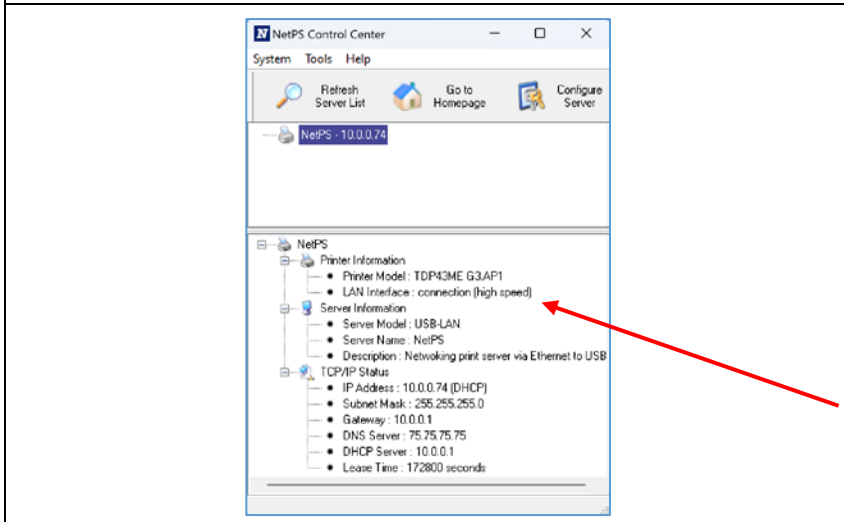 NetPS Control Center
System Tools Help
Refresh Server List
Go to Homepage
Configure Server
NetPS - 10.0.0.74
NetPS
Printer Information
Printer Model : TDP43ME G3.AP1
LAN Interface : connection (high speed)
Server Information
Server Model : USB-LAN
Server Name : NetPS
Description : Netwoking print server via Ethernet to USB
TCP/IP Status
IP Address : 10.0.0.74 (DHCP)
Subnet Mask : 255.255.255.0
Gateway : 10.0.0.1
DNS Server : 75.75.75.75
DHCP Server : 10.0.0.1
Lease Time : 172800 seconds